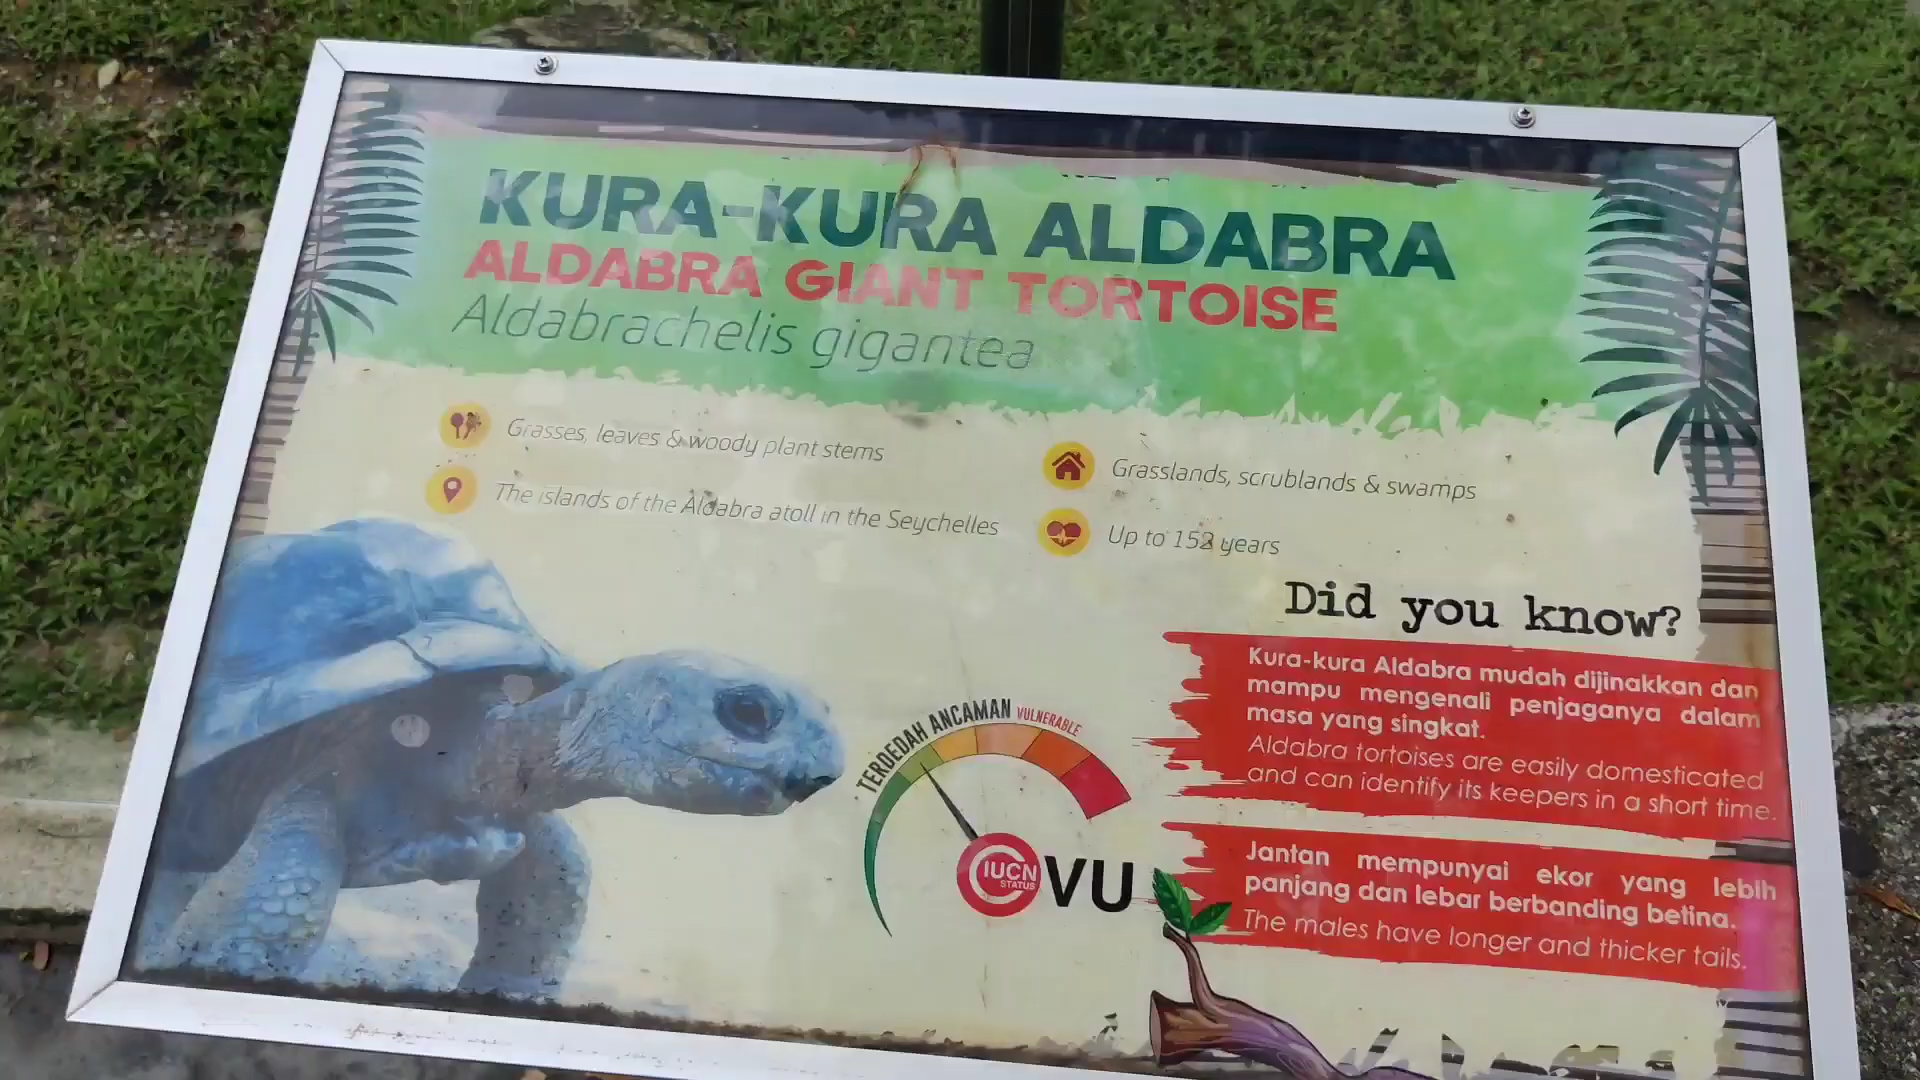 KURA-KURA ALDABRA
ALDABRA GIANT TORTOISE
Aldabrachelis gigantea
Grasses, leaves & woody plant stems
The islands of the Aldabra atoll in the Seychelles
Grasslands, scrublands & swamps
Up to 152 years
Did you know?
Kura-kura Aldabra mudah dijinakkan dan
mampu mengenali penjaganya dalam
masa yang singkat.
Aldabra tortoises are easily domesticated
and can identify its keepers in a short time.
Jantan mempunyai ekor yang lebih
panjang dan lebar berbanding betina.
The males have longer and thicker tails.
TERDEDAH ANCAMAN VULNERABLE
IUCN
STATUS
VU